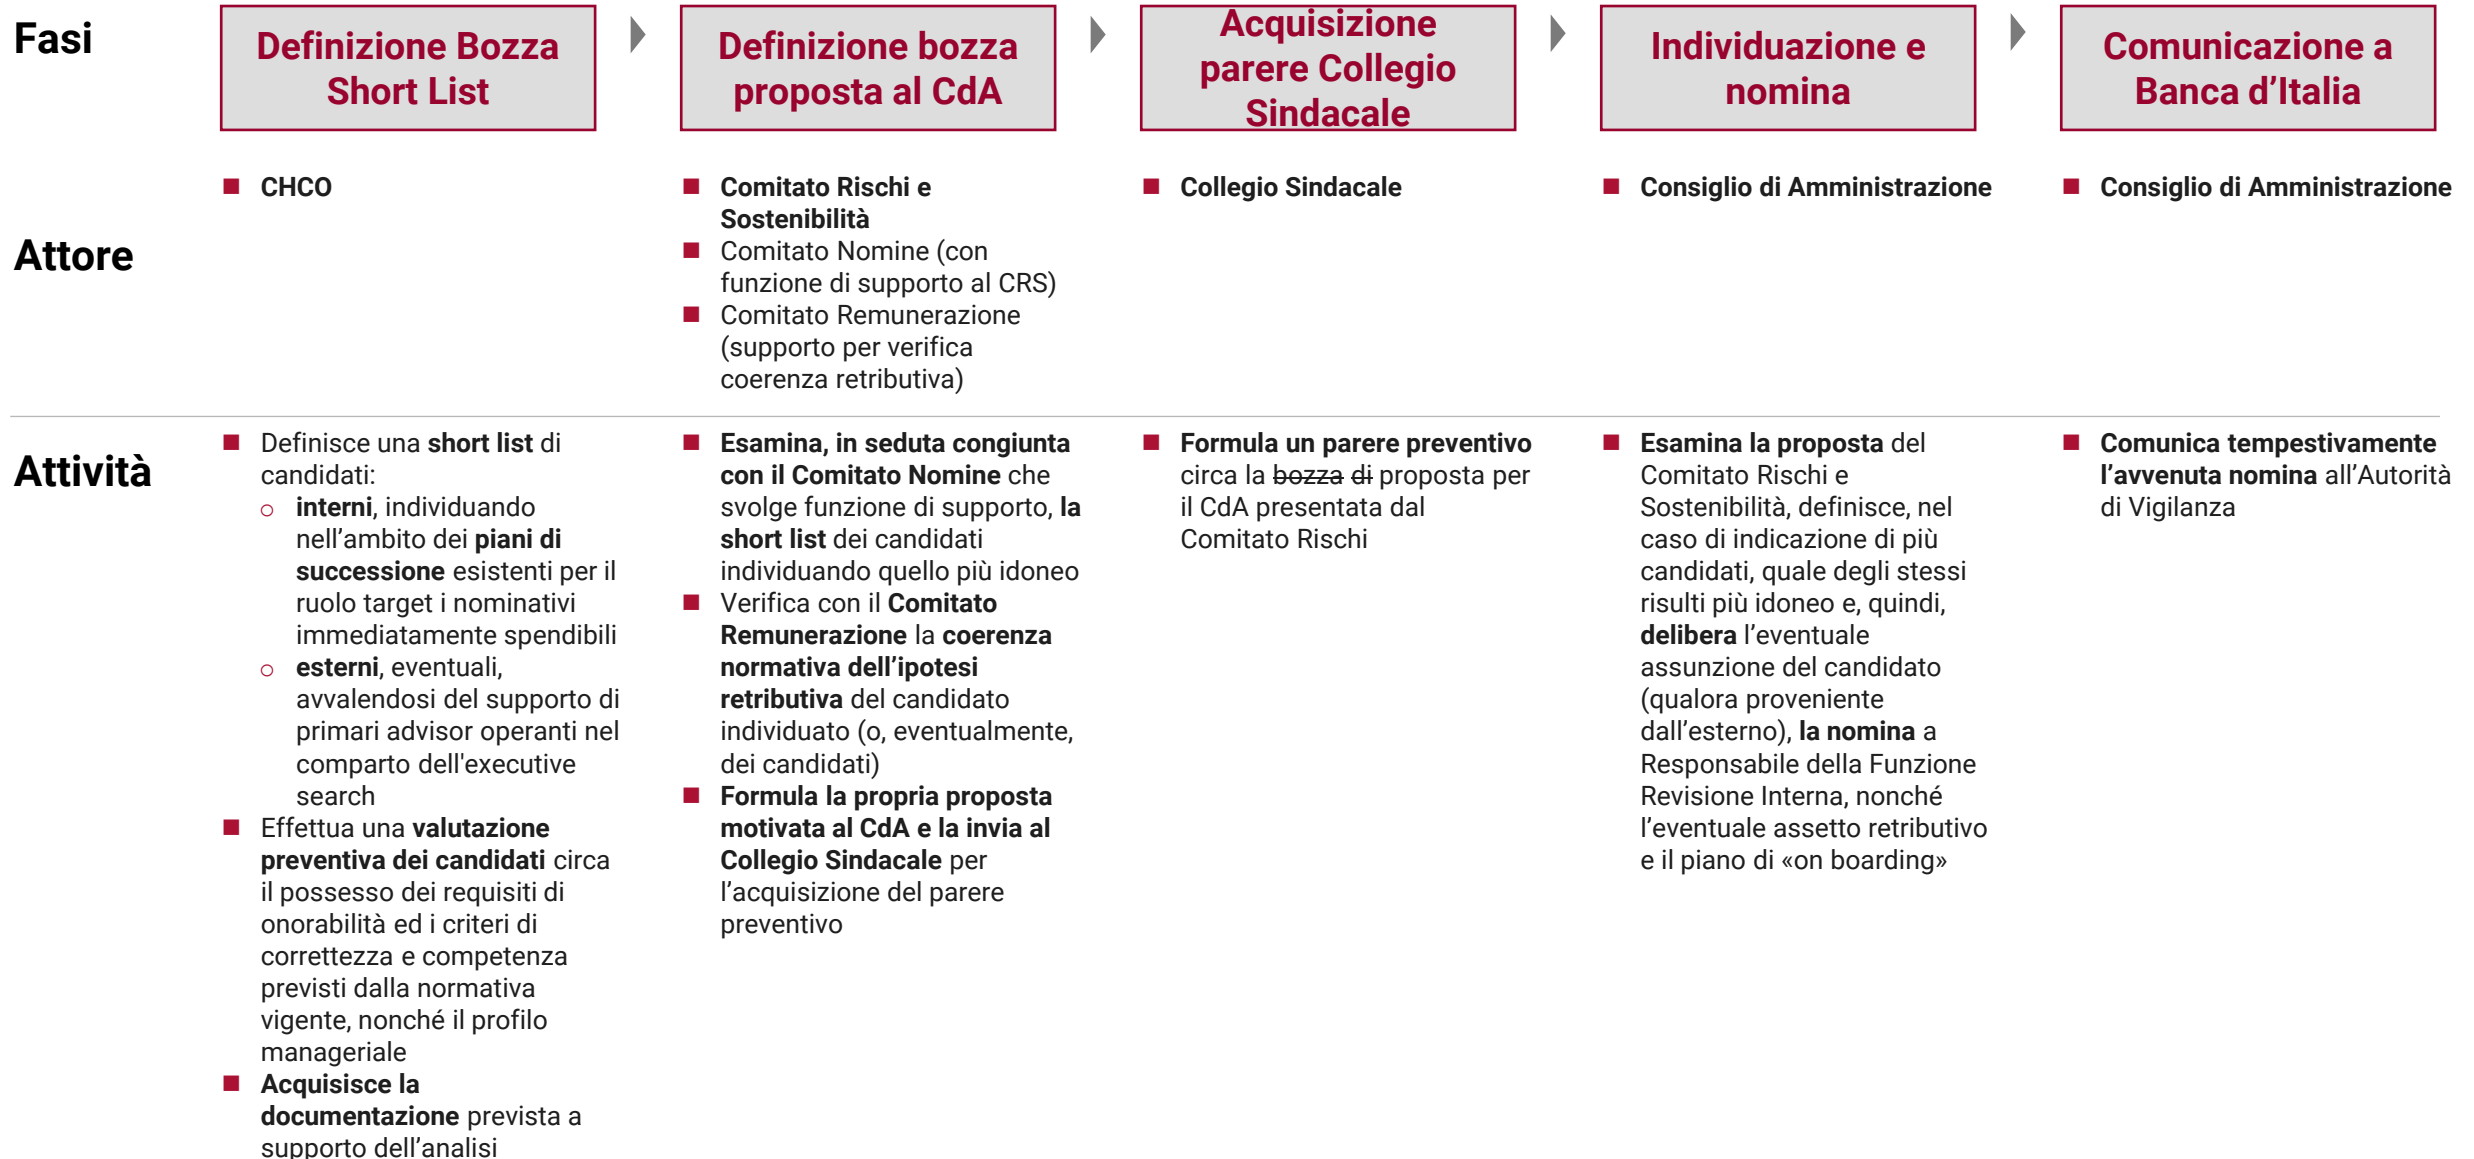 Fasi
Definizione Bozza
Short List
Definizione bozza
proposta al CdA
Acquisizione
parere Collegio
Sindacale
Individuazione e
nomina
Comunicazione a
Banca d’Italia
Attore
CHCO
Comitato Rischi e
Sostenibilità
Comitato Nomine (con
funzione di supporto al CRS)
Comitato Remunerazione
(supporto per verifica
coerenza retributiva)
Collegio Sindacale
Consiglio di Amministrazione
Consiglio di Amministrazione
Attività
Definisce una short list di
candidati:
interni, individuando
nell’ambito dei piani di
successione esistenti per il
ruolo target i nominativi
immediatamente spendibili
esterni, eventuali,
avvalendosi del supporto di
primari advisor operanti nel
comparto dell'executive
search
Effettua una valutazione
preventiva dei candidati circa
il possesso dei requisiti di
onorabilità ed i criteri di
correttezza e competenza
previsti dalla normativa
vigente, nonché il profilo
manageriale
Acquisisce la
documentazione prevista a
supporto dell’analisi
Esamina, in seduta congiunta
con il Comitato Nomine che
svolge funzione di supporto, la
short list dei candidati
individuando quello più idoneo
Verifica con il Comitato
Remunerazione la coerenza
normativa dell’ipotesi
retributiva del candidato
individuato (o, eventualmente,
dei candidati)
Formula la propria proposta
motivata al CdA e la invia al
Collegio Sindacale per
l’acquisizione del parere
preventivo
Formula un parere preventivo
circa la bozza di proposta per
il CdA presentata dal
Comitato Rischi
Esamina la proposta del
Comitato Rischi e
Sostenibilità, definisce, nel
caso di indicazione di più
candidati, quale degli stessi
risulti più idoneo e, quindi,
delibera l’eventuale
assunzione del candidato
(qualora proveniente
dall’esterno), la nomina a
Responsabile della Funzione
Revisione Interna, nonché
l’eventuale assetto retributivo
e il piano di «on boarding»
Comunica tempestivamente
l’avvenuta nomina all’Autorità
di Vigilanza